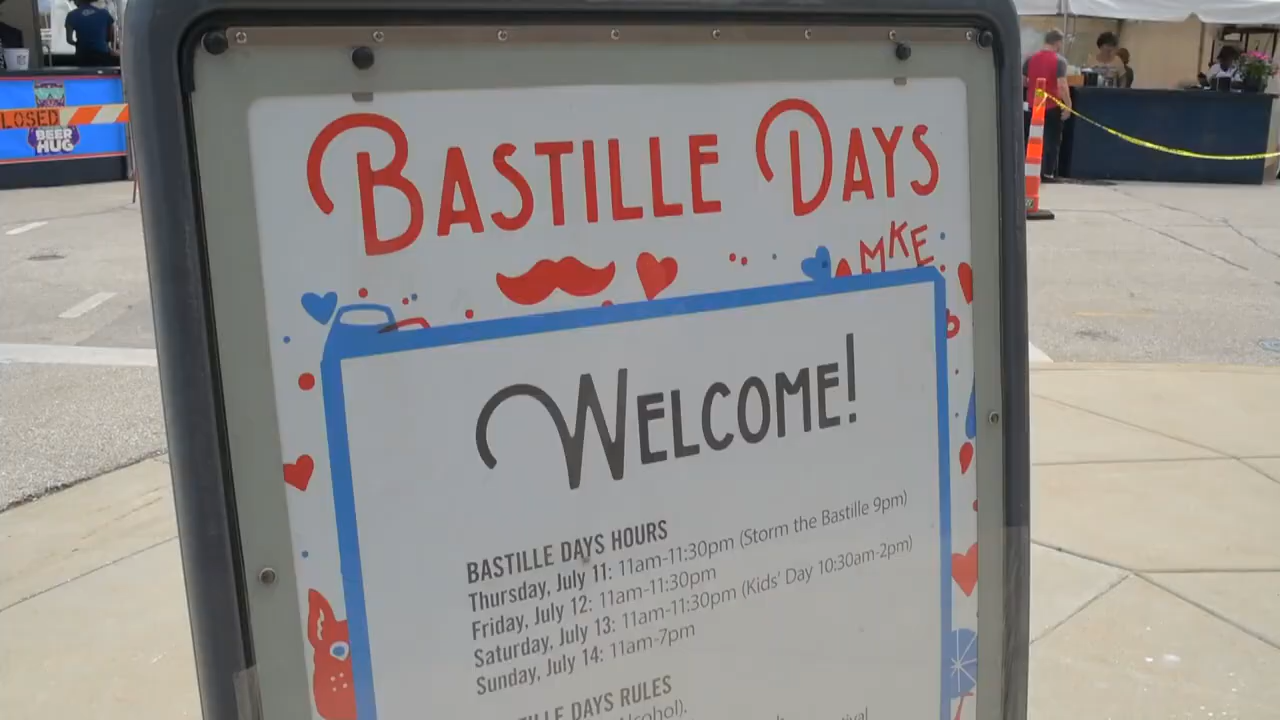 LOSED
BEER
HUG
BASTILLE DAYS
MKE
WELCOME!
BASTILLE DAYS HOURS
Thursday, July 11: 11am-11:30pm (Storm the Bastille 9pm)
Friday, July 12: 11am-11:30pm
Saturday, July 13: 11am-11:30pm (Kids' Day 10:30am-2pm)
Sunday, July 14: 11am-7pm
DAYS RULES